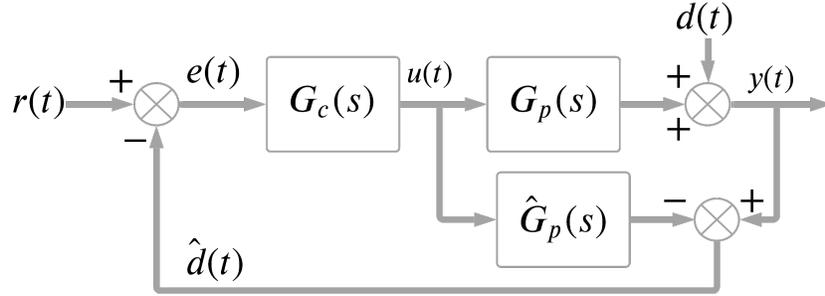 d(t)
r(t) + − e(t) G_c(s) u(t) G_p(s) + + y(t)
Ĝ_p(s) − +
d̂(t)